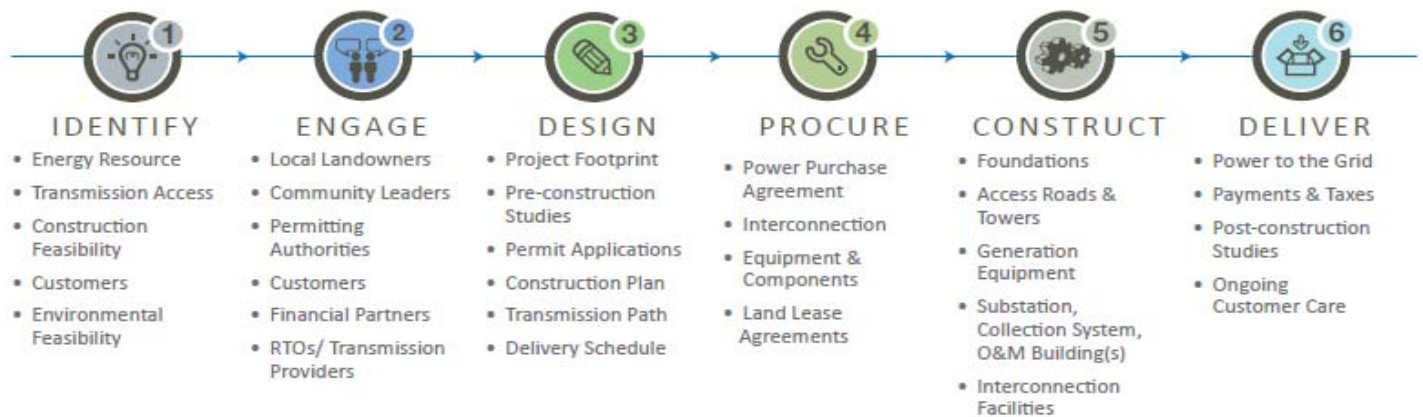 1
IDENTIFY
• Energy Resource
• Transmission Access
• Construction
Feasibility
• Customers
• Environmental
Feasibility
2
ENGAGE
• Local Landowners
• Community Leaders
• Permitting
Authorities
• Customers
• Financial Partners
• RTOs/ Transmission
Providers
3
DESIGN
• Project Footprint
• Pre-construction
Studies
• Permit Applications
• Construction Plan
• Transmission Path
• Delivery Schedule
4
PROCURE
• Power Purchase
Agreement
• Interconnection
• Equipment &
Components
• Land Lease
Agreements
5
CONSTRUCT
• Foundations
• Access Roads &
Towers
• Generation
Equipment
• Substation,
Collection System,
O&M Building(s)
• Interconnection
Facilities
6
DELIVER
• Power to the Grid
• Payments & Taxes
• Post-construction
Studies
• Ongoing
Customer Care